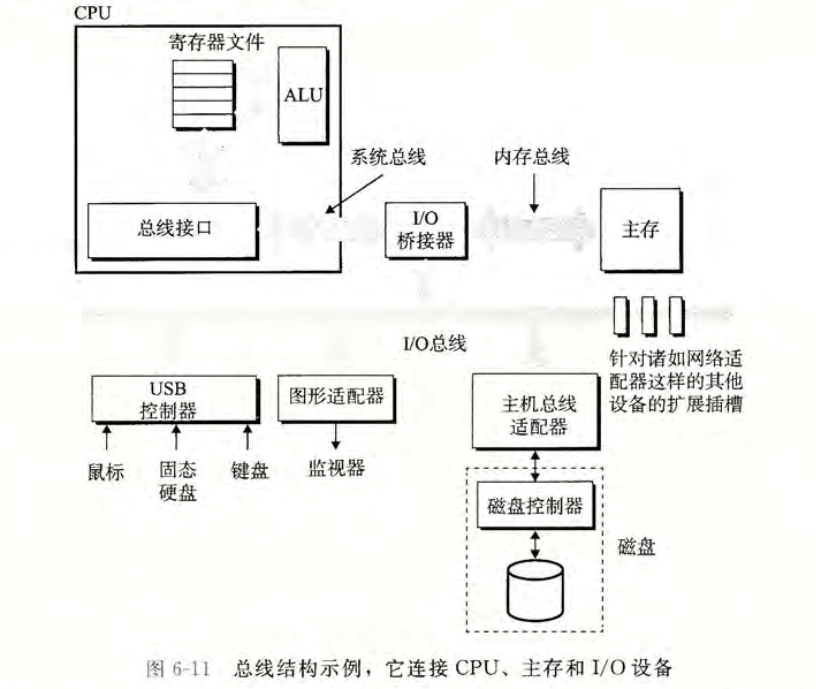 CPU
寄存器文件
ALU
系统总线
内存总线
总线接口
I/O
桥接器
主存
I/O总线
针对诸如网络适
配器这样的其他
设备的扩展插槽
USB
控制器
图形适配器
主机总线
适配器
鼠标
固态
硬盘
键盘
监视器
磁盘控制器
磁盘
图 6-11 总线结构示例，它连接 CPU、主存和 I/O 设备